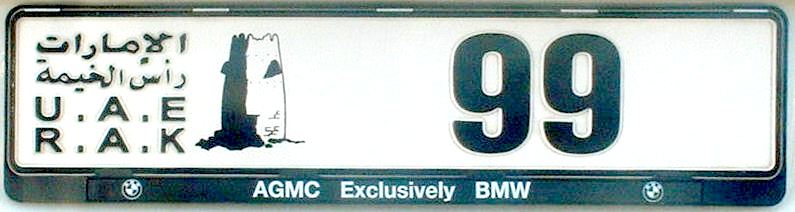 الإمارات
رأس الخيمة
U.A.E
R.A.K
99
AGMC Exclusively BMW